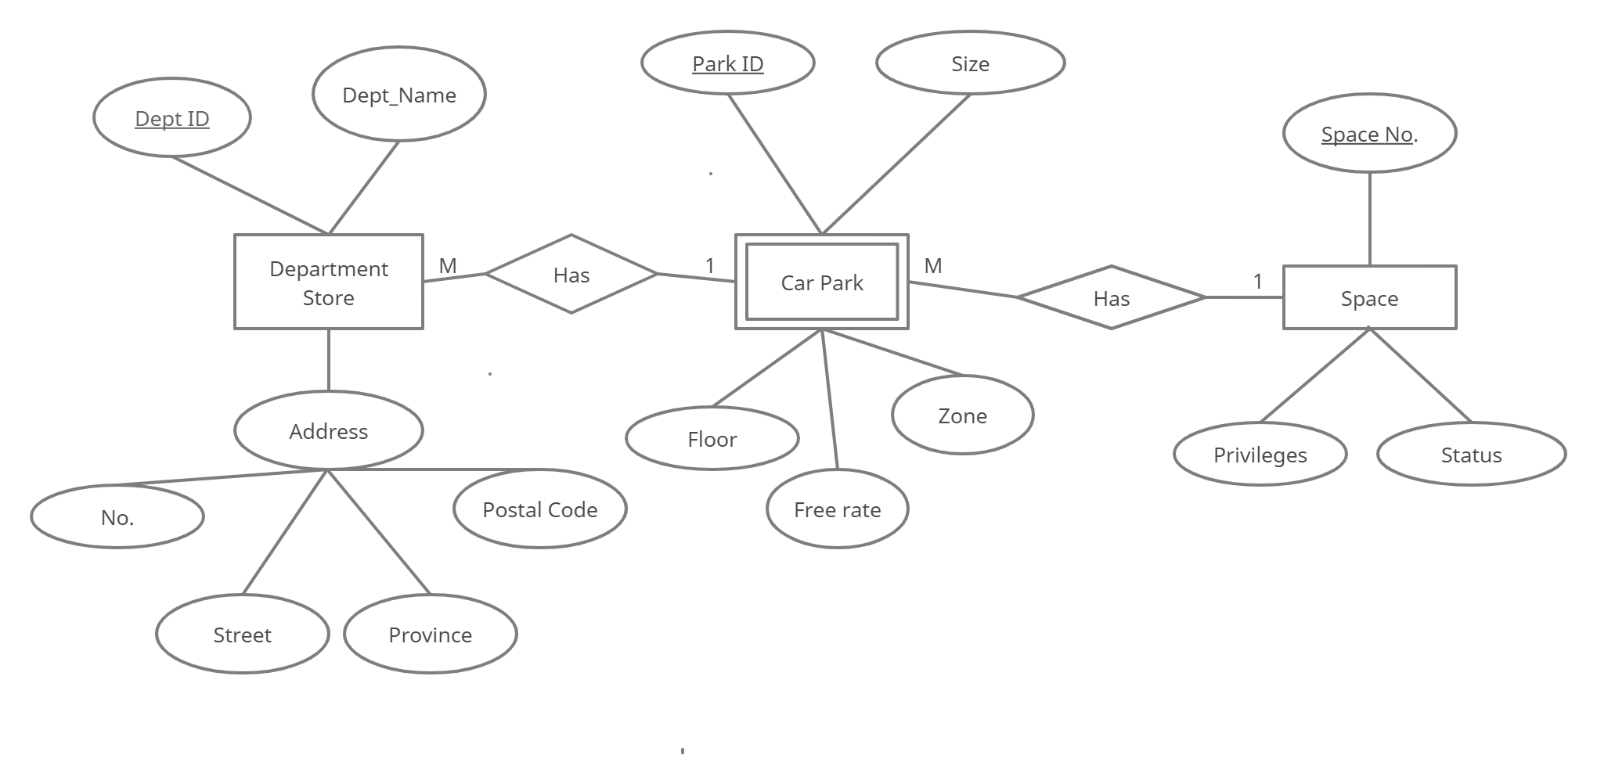 Park ID
Size
Dept_Name
Dept ID
Space No.
Department
Store
M
Has
1
Car Park
M
Has
1
Space
Address
Floor
Zone
Privileges
Status
No.
Postal Code
Free rate
Street
Province